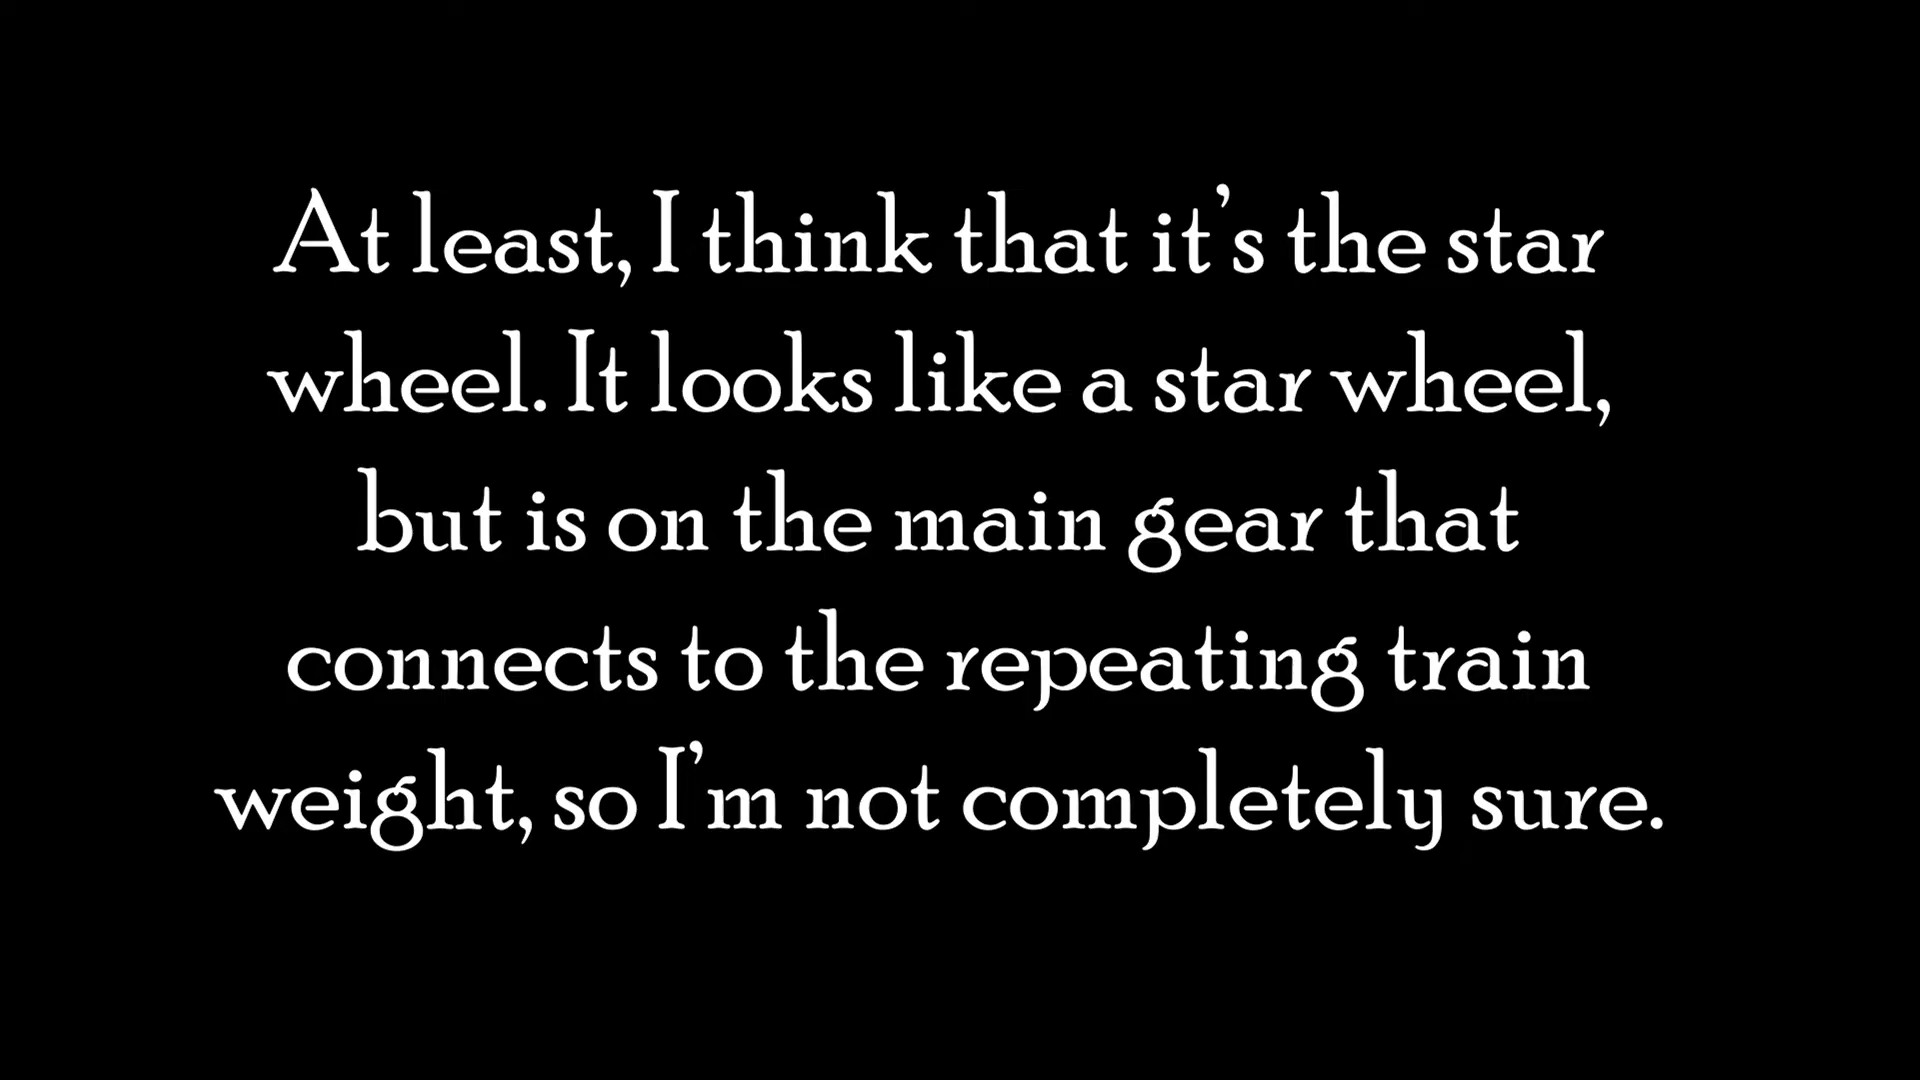 At least, I think that it’s the star
wheel. It looks like a star wheel,
but is on the main gear that
connects to the repeating train
weight, so I’m not completely sure.